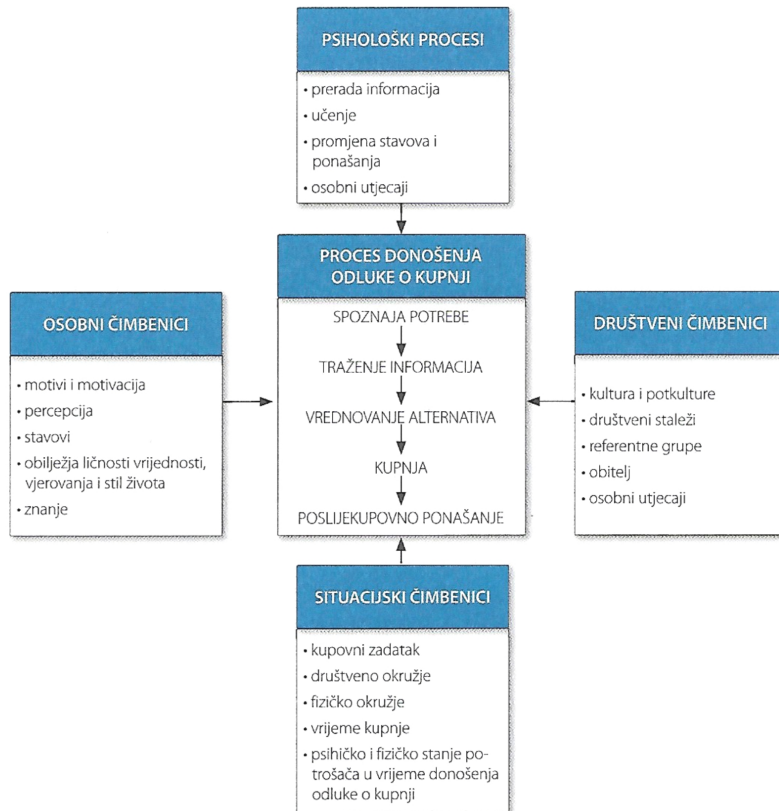 PSIHOLOŠKI PROCESI
• prerada informacija
• učenje
• promjena stavova i
ponašanja
• osobni utjecaji
PROCES DONOŠENJA
ODLUKE O KUPNJI
SPOZNAJA POTREBE
TRAŽENJE INFORMACIJA
VREDNOVANJE ALTERNATIVA
KUPNJA
POSLIJEKUPOVNO PONAŠANJE
OSOBNI ČIMBENICI
• motivi i motivacija
• percepcija
• stavovi
• obilježja ličnosti vrijednosti,
vjerovanja i stil života
• znanje
DRUŠTVENI ČIMBENICI
• kultura i potkulture
• društveni staleži
• referentne grupe
• obitelj
• osobni utjecaji
SITUACIJSKI ČIMBENICI
• kupovni zadatak
• društveno okružje
• fizičko okružje
• vrijeme kupnje
• psihičko i fizičko stanje po-
trošača u vrijeme donošenja
odluke o kupnji